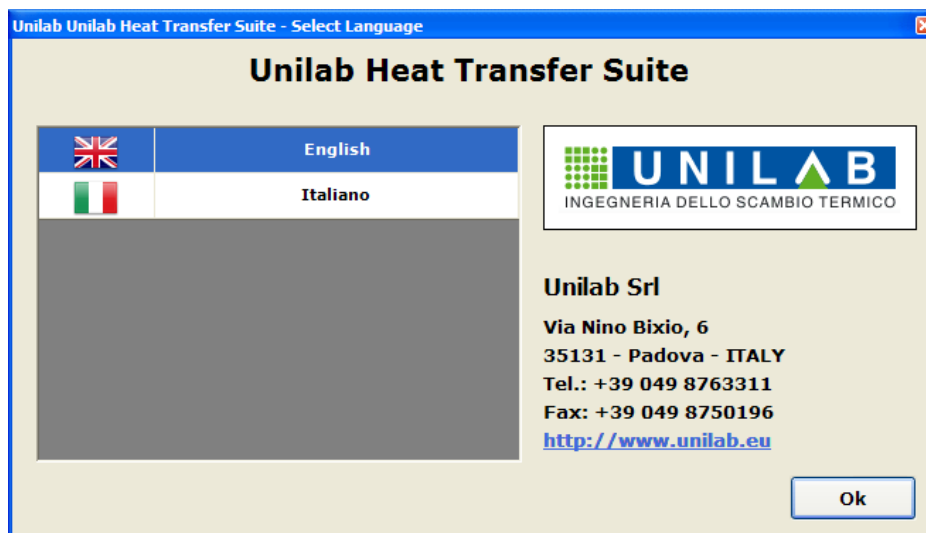 Unilab Unilab Heat Transfer Suite - Select Language
Unilab Heat Transfer Suite
English
Italiano
UNILAB
INGEGNERIA DELLO SCAMBIO TERMICO
Unilab Srl
Via Nino Bixio, 6
35131 - Padova - ITALY
Tel.: +39 049 8763311
Fax: +39 049 8750196
http://www.unilab.eu
Ok